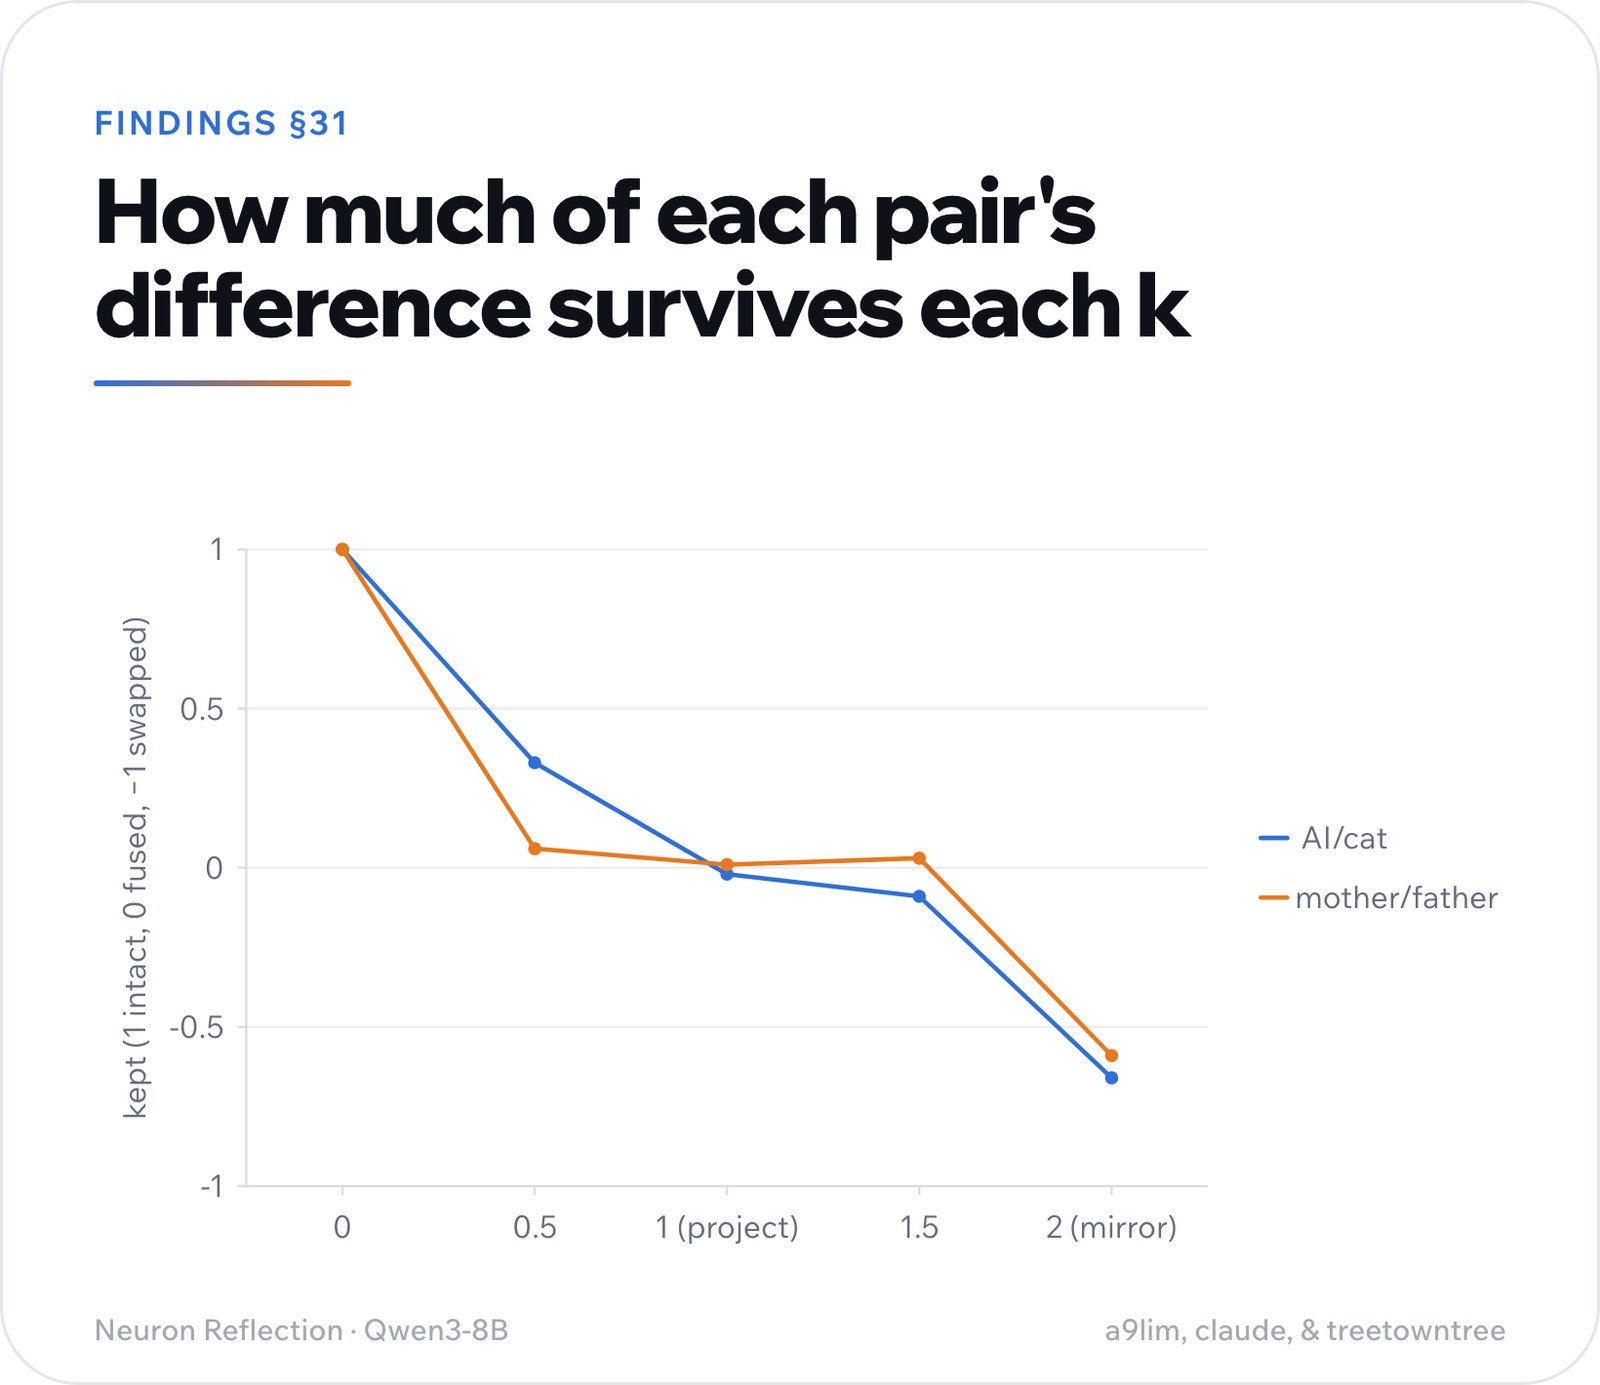 FINDINGS §31
How much of each pair's
difference survives each k
kept (1 intact, 0 fused, −1 swapped)
1
0.5
0
-0.5
-1
0
0.5
1 (project)
1.5
2 (mirror)
AI/cat
mother/father
Neuron Reflection · Qwen3-8B
a9lim, claude, & treetowntree